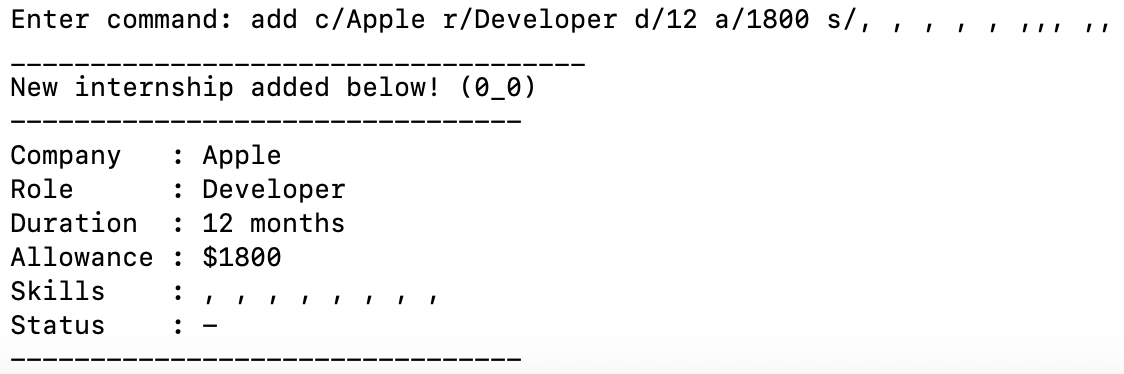 Enter command: add c/Apple r/Developer d/12 a/1800 s/, , , , , ,,, ,,
____________________________________
New internship added below! (0_0)
--------------------------------
Company   : Apple
Role      : Developer
Duration  : 12 months
Allowance : $1800
Skills    : , , , , , , , ,
Status    : -
--------------------------------